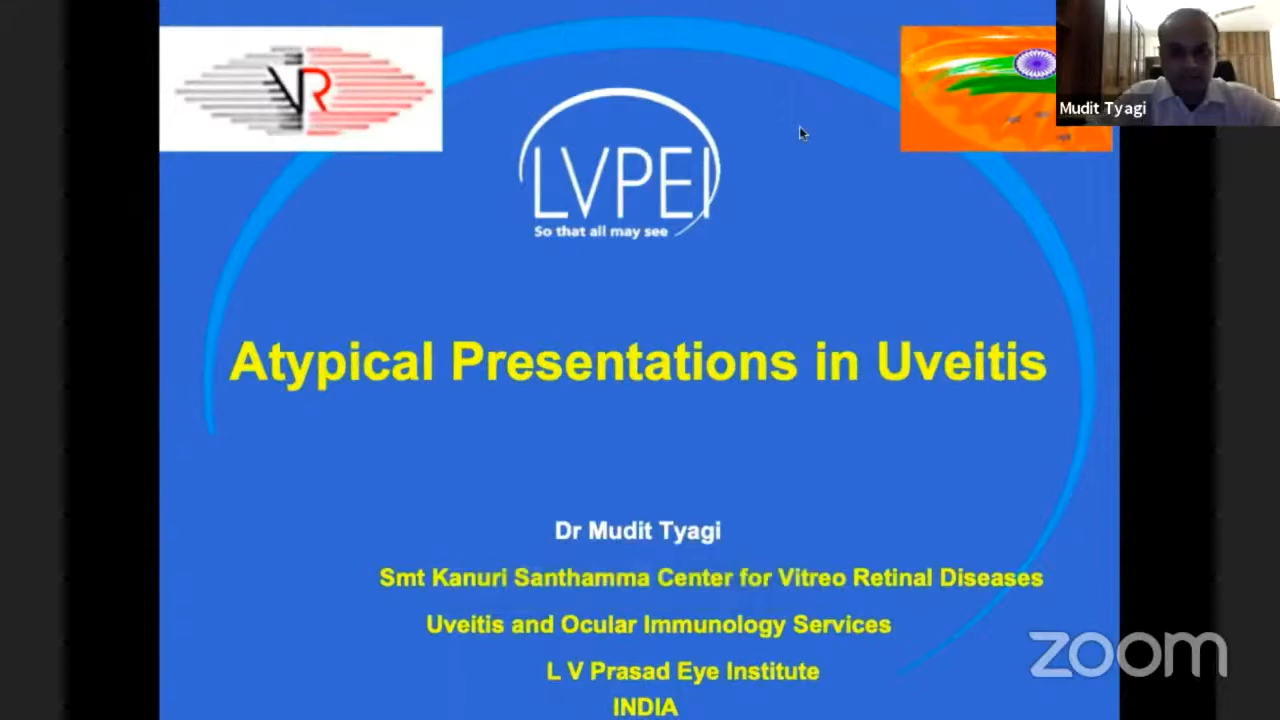 VR
Mudit Tyagi
LVPEI
So that all may see
Atypical Presentations in Uveitis
Dr Mudit Tyagi
Smt Kanuri Santhamma Center for Vitreo Retinal Diseases
Uveitis and Ocular Immunology Services
L V Prasad Eye Institute
INDIA
zoom